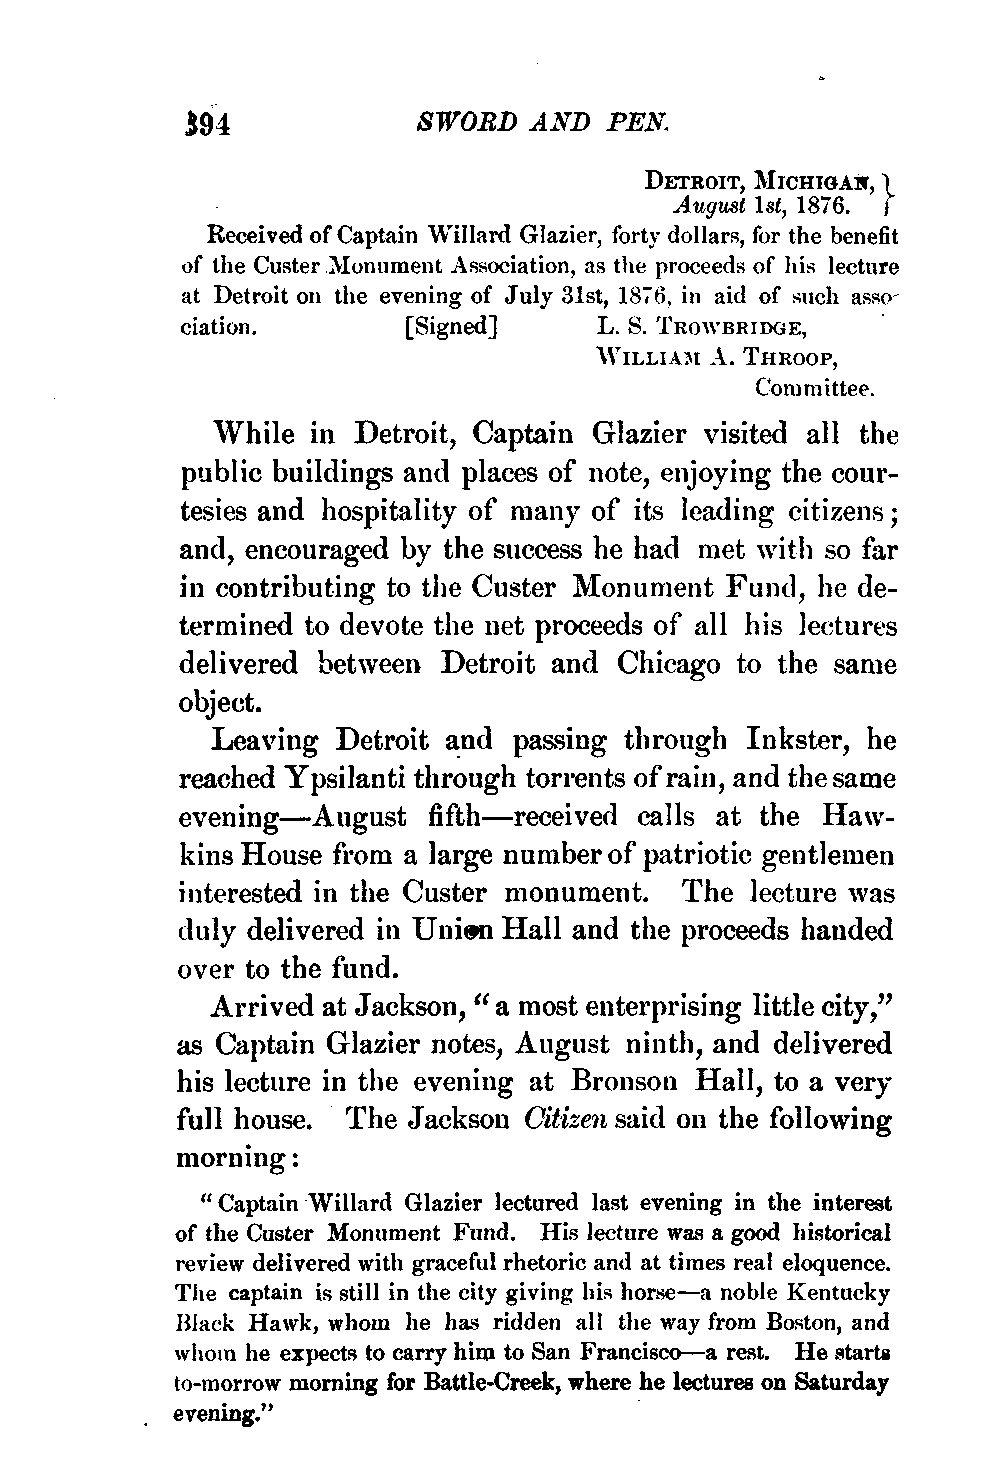 394 SWORD AND PEN.
DETROIT, MICHIGAN, }
August 1st, 1876. }
Received of Captain Willard Glazier, forty dollars, for the benefit
of the Custer Monument Association, as the proceeds of his lecture
at Detroit on the evening of July 31st, 1876, in aid of such asso-
ciation. [Signed] L. S. TROWBRIDGE,
WILLIAM A. THROOP,
Committee.
While in Detroit, Captain Glazier visited all the
public buildings and places of note, enjoying the cour-
tesies and hospitality of many of its leading citizens;
and, encouraged by the success he had met with so far
in contributing to the Custer Monument Fund, he de-
termined to devote the net proceeds of all his lectures
delivered between Detroit and Chicago to the same
object.
Leaving Detroit and passing through Inkster, he
reached Ypsilanti through torrents of rain, and the same
evening—August fifth—received calls at the Haw-
kins House from a large number of patriotic gentlemen
interested in the Custer monument. The lecture was
duly delivered in Union Hall and the proceeds handed
over to the fund.
Arrived at Jackson, "a most enterprising little city,"
as Captain Glazier notes, August ninth, and delivered
his lecture in the evening at Bronson Hall, to a very
full house. The Jackson Citizen said on the following
morning:
"Captain Willard Glazier lectured last evening in the interest
of the Custer Monument Fund. His lecture was a good historical
review delivered with graceful rhetoric and at times real eloquence.
The captain is still in the city giving his horse—a noble Kentucky
Black Hawk, whom he has ridden all the way from Boston, and
whom he expects to carry him to San Francisco—a rest. He starts
to-morrow morning for Battle-Creek, where he lectures on Saturday
evening."